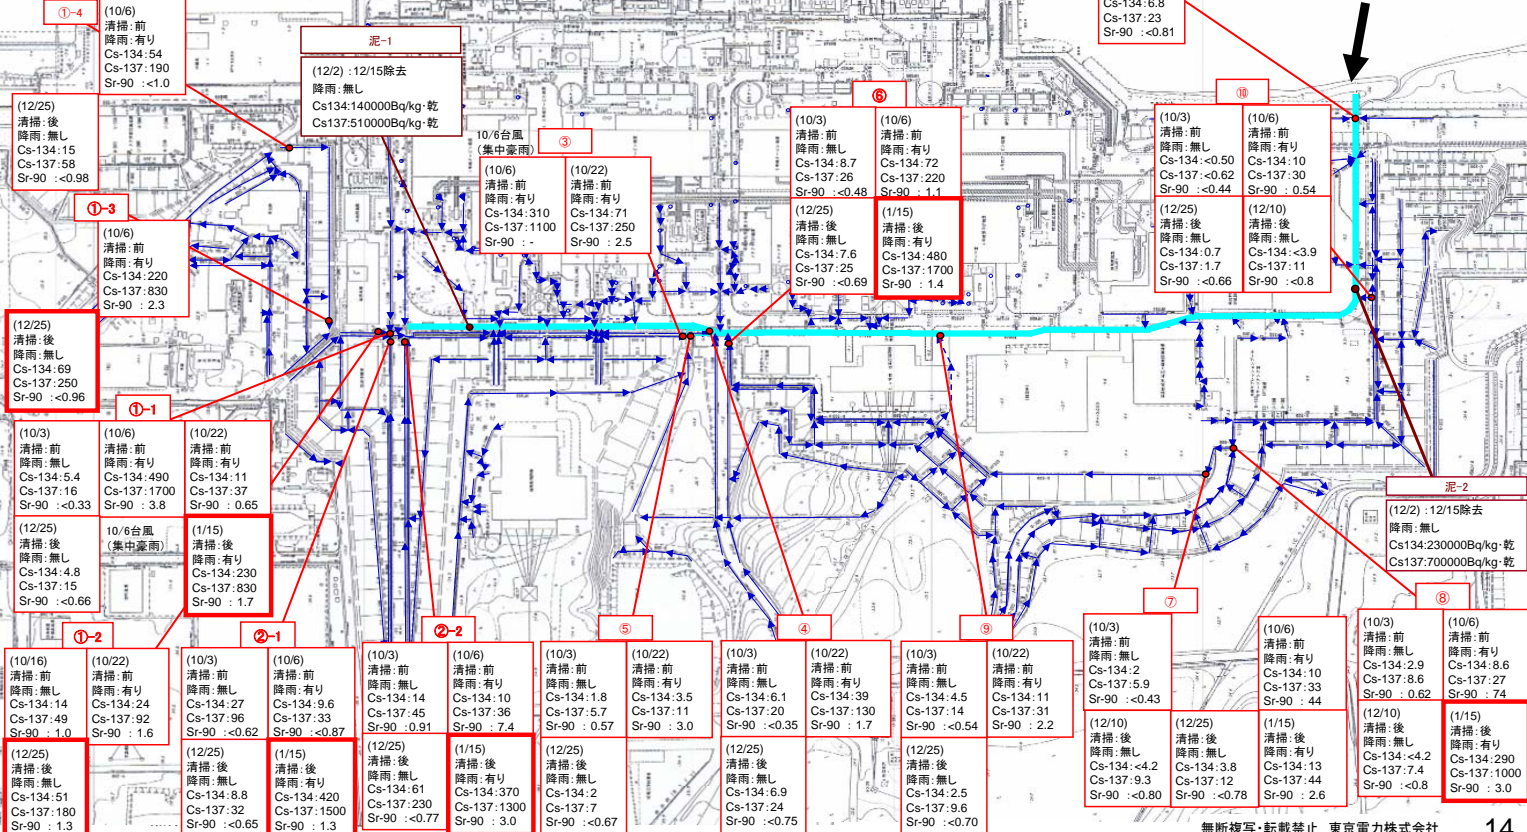 ①-4
(10/6)
清掃:前
降雨:有り
Cs-134:54
Cs-137:190
Sr-90 :<1.0
(12/25)
清掃:後
降雨:無し
Cs-134:15
Cs-137:58
Sr-90 :<0.98
泥-1
(12/2) :12/15除去
降雨:無し
Cs134:140000Bq/kg・乾
Cs137:510000Bq/kg・乾
Cs-134:6.8
Cs-137:23
Sr-90 :<0.81
10/6台風
(集中豪雨)
③
(10/6)
清掃:前
降雨:有り
Cs-134:310
Cs-137:1100
Sr-90 : -
(10/22)
清掃:前
降雨:有り
Cs-134:71
Cs-137:250
Sr-90 : 2.5
⑥
(10/3)
清掃:前
降雨:無し
Cs-134:8.7
Cs-137:26
Sr-90 :<0.48
(10/6)
清掃:前
降雨:有り
Cs-134:72
Cs-137:220
Sr-90 : 1.1
(12/25)
清掃:後
降雨:無し
Cs-134:7.6
Cs-137:25
Sr-90 :<0.69
(1/15)
清掃:後
降雨:有り
Cs-134:480
Cs-137:1700
Sr-90 : 1.4
⑩
(10/3)
清掃:前
降雨:無し
Cs-134:<0.50
Cs-137:<0.62
Sr-90 :<0.44
(10/6)
清掃:前
降雨:有り
Cs-134:10
Cs-137:30
Sr-90 : 0.54
(12/25)
清掃:後
降雨:無し
Cs-134:0.7
Cs-137:1.7
Sr-90 :<0.66
(12/10)
清掃:後
降雨:無し
Cs-134:<3.9
Cs-137:11
Sr-90 :<0.8
①-3
(10/6)
清掃:前
降雨:有り
Cs-134:220
Cs-137:830
Sr-90 : 2.3
(12/25)
清掃:後
降雨:無し
Cs-134:69
Cs-137:250
Sr-90 :<0.96
①-1
(10/3)
清掃:前
降雨:無し
Cs-134:5.4
Cs-137:16
Sr-90 :<0.33
(10/6)
清掃:前
降雨:有り
Cs-134:490
Cs-137:1700
Sr-90 : 3.8
(10/22)
清掃:前
降雨:有り
Cs-134:11
Cs-137:37
Sr-90 : 0.65
(12/25)
清掃:後
降雨:無し
Cs-134:4.8
Cs-137:15
Sr-90 :<0.66
10/6台風
(集中豪雨)
(1/15)
清掃:後
降雨:有り
Cs-134:230
Cs-137:830
Sr-90 : 1.7
泥-2
(12/2) :12/15除去
降雨:無し
Cs134:230000Bq/kg・乾
Cs137:700000Bq/kg・乾
①-2
(10/16)
清掃:前
降雨:無し
Cs-134:14
Cs-137:49
Sr-90 : 1.0
(10/22)
清掃:前
降雨:有り
Cs-134:24
Cs-137:92
Sr-90 : 1.6
(12/25)
清掃:後
降雨:無し
Cs-134:51
Cs-137:180
Sr-90 : 1.3
②-1
(10/3)
清掃:前
降雨:無し
Cs-134:27
Cs-137:96
Sr-90 :<0.62
(10/6)
清掃:前
降雨:有り
Cs-134:9.6
Cs-137:33
Sr-90 :<0.87
(12/25)
清掃:後
降雨:無し
Cs-134:8.8
Cs-137:32
Sr-90 :<0.65
(1/15)
清掃:後
降雨:有り
Cs-134:420
Cs-137:1500
Sr-90 : 1.3
②-2
(10/3)
清掃:前
降雨:無し
Cs-134:14
Cs-137:45
Sr-90 : 0.91
(10/6)
清掃:前
降雨:有り
Cs-134:10
Cs-137:36
Sr-90 : 7.4
(12/25)
清掃:後
降雨:無し
Cs-134:61
Cs-137:230
Sr-90 :<0.77
(1/15)
清掃:後
降雨:有り
Cs-134:370
Cs-137:1300
Sr-90 : 3.0
⑤
(10/3)
清掃:前
降雨:無し
Cs-134:1.8
Cs-137:5.7
Sr-90 : 0.57
(10/22)
清掃:前
降雨:有り
Cs-134:3.5
Cs-137:11
Sr-90 : 3.0
(12/25)
清掃:後
降雨:無し
Cs-134:2
Cs-137:7
Sr-90 :<0.67
④
(10/3)
清掃:前
降雨:無し
Cs-134:6.1
Cs-137:20
Sr-90 :<0.35
(10/22)
清掃:前
降雨:有り
Cs-134:39
Cs-137:130
Sr-90 : 1.7
(12/25)
清掃:後
降雨:無し
Cs-134:6.9
Cs-137:24
Sr-90 :<0.75
⑨
(10/3)
清掃:前
降雨:無し
Cs-134:4.5
Cs-137:14
Sr-90 :<0.54
(10/22)
清掃:前
降雨:有り
Cs-134:11
Cs-137:31
Sr-90 : 2.2
(12/25)
清掃:後
降雨:無し
Cs-134:2.5
Cs-137:9.6
Sr-90 :<0.70
⑦
(10/3)
清掃:前
降雨:無し
Cs-134:2
Cs-137:5.9
Sr-90 :<0.43
(10/6)
清掃:前
降雨:有り
Cs-134:10
Cs-137:33
Sr-90 : 44
(12/10)
清掃:後
降雨:無し
Cs-134:<4.2
Cs-137:9.3
Sr-90 :<0.80
(12/25)
清掃:後
降雨:無し
Cs-134:3.8
Cs-137:12
Sr-90 :<0.78
(1/15)
清掃:後
降雨:有り
Cs-134:13
Cs-137:44
Sr-90 : 2.6
⑧
(10/3)
清掃:前
降雨:無し
Cs-134:2.9
Cs-137:8.6
Sr-90 : 0.62
(10/6)
清掃:前
降雨:有り
Cs-134:8.6
Cs-137:27
Sr-90 : 74
(12/10)
清掃:後
降雨:無し
Cs-134:<4.2
Cs-137:7.4
Sr-90 :<0.8
(1/15)
清掃:後
降雨:有り
Cs-134:290
Cs-137:1000
Sr-90 : 3.0
無断複写・転載禁止 東京電力株式会社
14